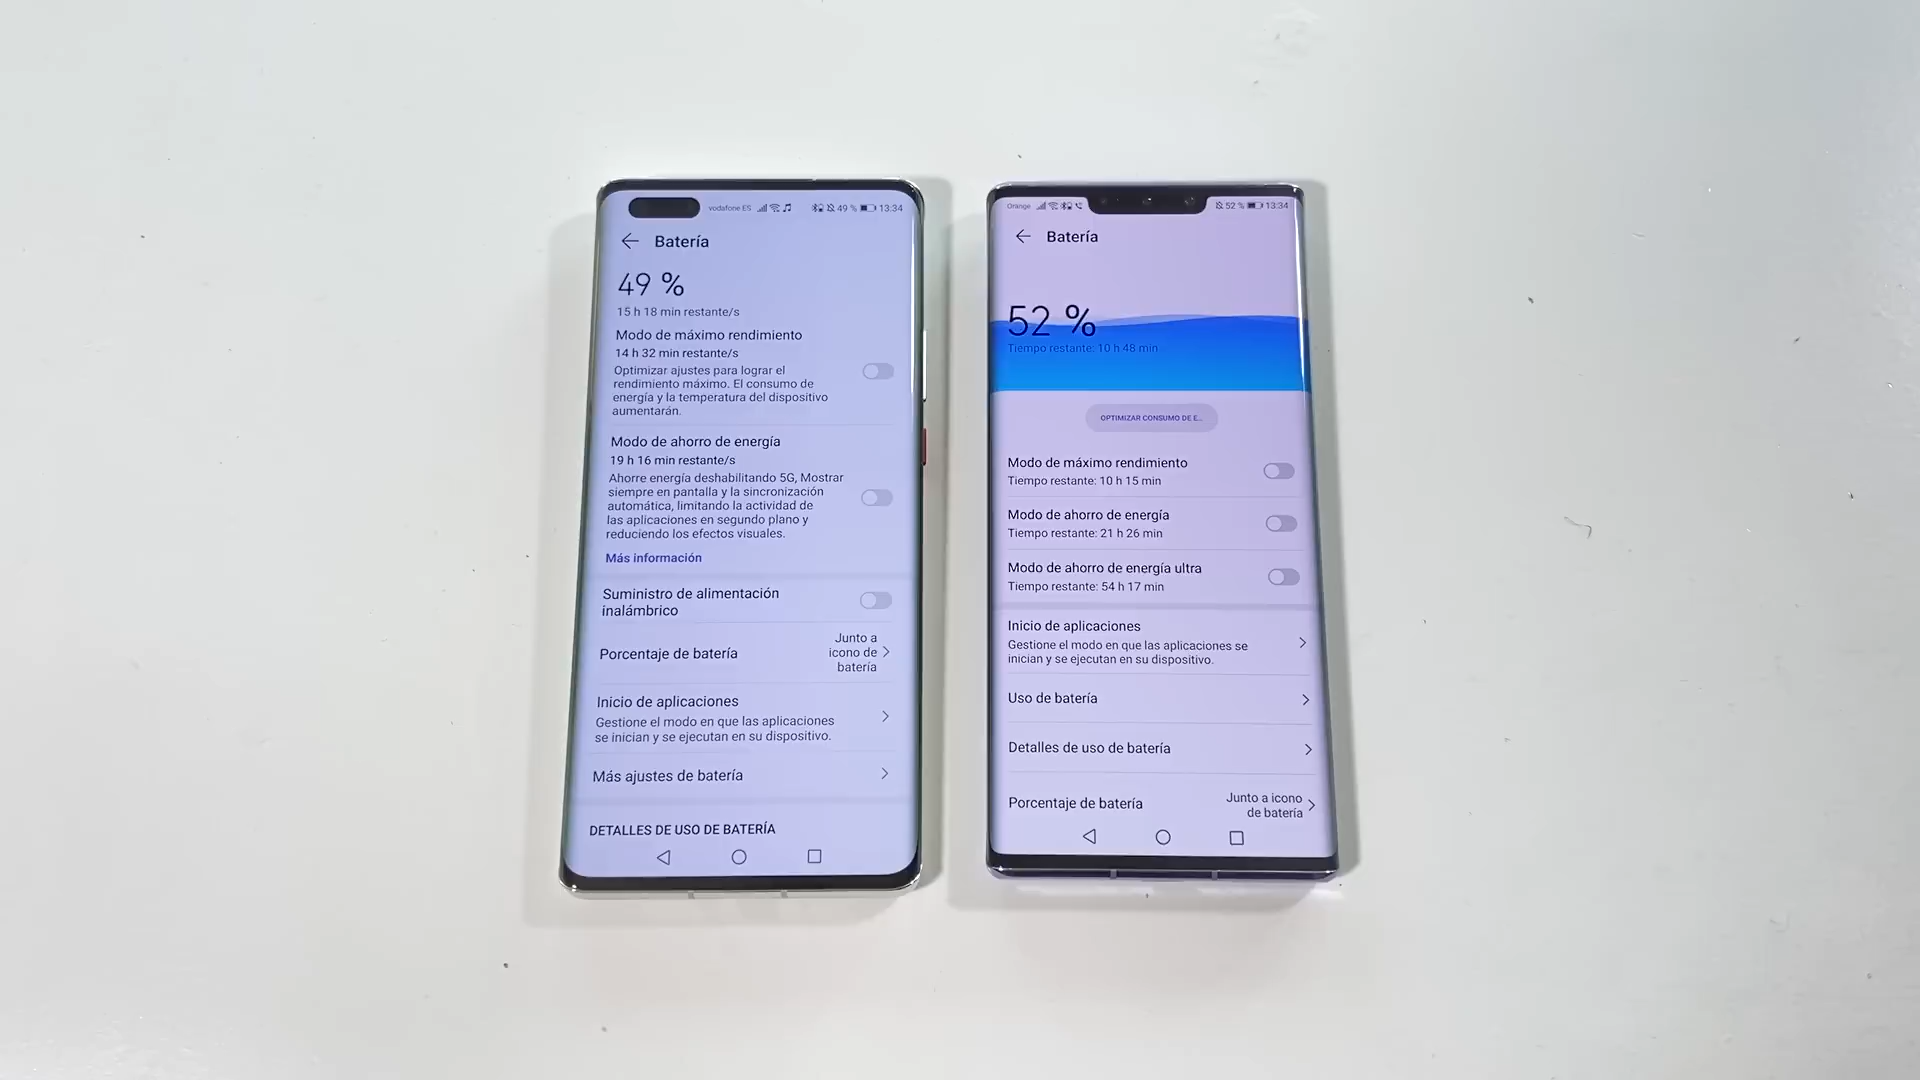 vodafone ES 49 % 13:34
Batería
49 %
15 h 18 min restante/s
Modo de máximo rendimiento
14 h 32 min restante/s
Optimizar ajustes para lograr el
rendimiento máximo. El consumo de
energía y la temperatura del dispositivo
aumentarán.
Modo de ahorro de energía
19 h 16 min restante/s
Ahorre energía deshabilitando 5G, Mostrar
siempre en pantalla y la sincronización
automática, limitando la actividad de
las aplicaciones en segundo plano y
reduciendo los efectos visuales.
Más información
Suministro de alimentación
inalámbrico
Porcentaje de batería
Junto a
icono de
batería
Inicio de aplicaciones
Gestione el modo en que las aplicaciones
se inician y se ejecutan en su dispositivo.
Más ajustes de batería
DETALLES DE USO DE BATERÍA
Orange 52 % 13:34
Batería
52 %
Tiempo restante: 10 h 48 min
OPTIMIZAR CONSUMO DE E...
Modo de máximo rendimiento
Tiempo restante: 10 h 15 min
Modo de ahorro de energía
Tiempo restante: 21 h 26 min
Modo de ahorro de energía ultra
Tiempo restante: 54 h 17 min
Inicio de aplicaciones
Gestione el modo en que las aplicaciones se
inician y se ejecutan en su dispositivo.
Uso de batería
Detalles de uso de batería
Porcentaje de batería
Junto a icono
de batería